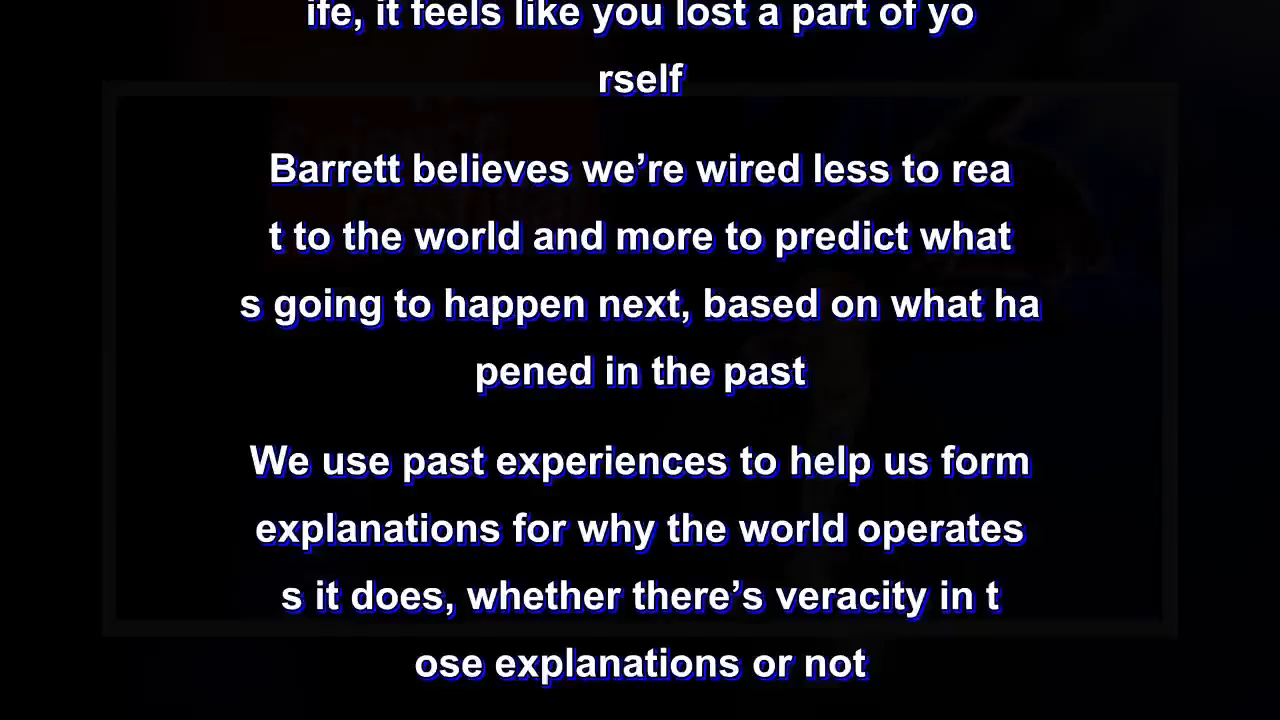 ife, it feels like you lost a part of yo
rself
Barrett believes we’re wired less to rea
t to the world and more to predict what
s going to happen next, based on what ha
pened in the past
We use past experiences to help us form
explanations for why the world operates
s it does, whether there’s veracity in t
ose explanations or not